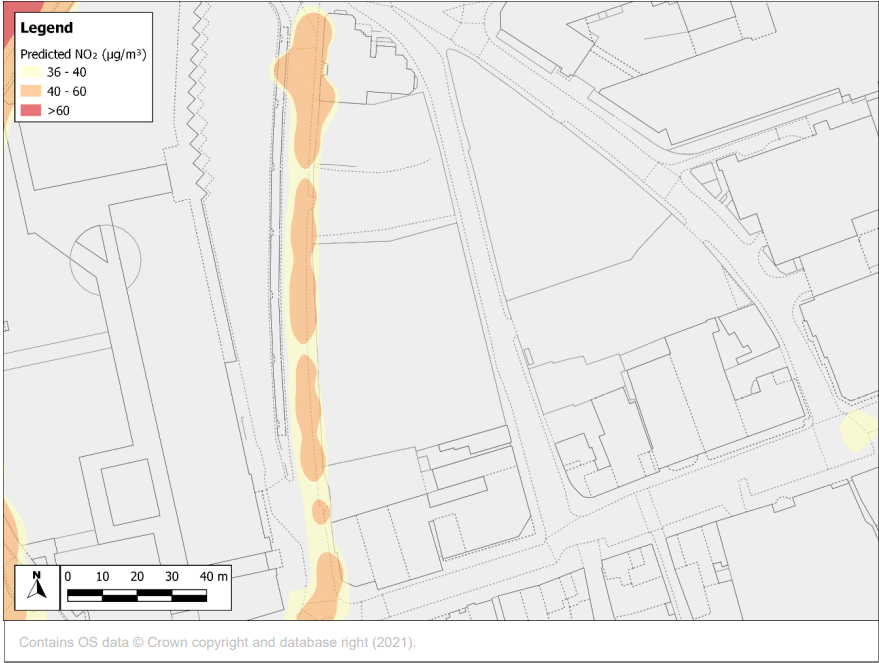 Legend
Predicted NO₂ (µg/m³)
36 - 40
40 - 60
>60
N
0 10 20 30 40 m
Contains OS data © Crown copyright and database right (2021).